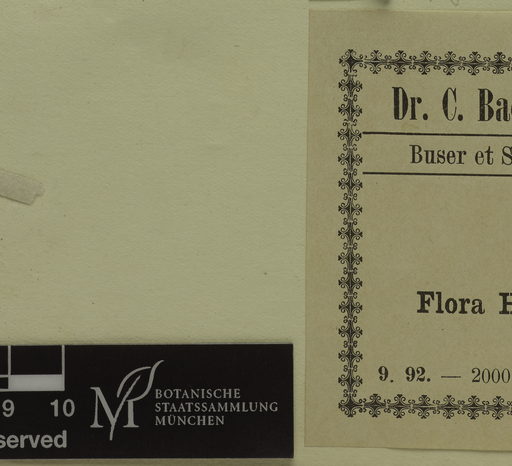 Dr. C. Ba
Buser et S
Flora H
9. 92. — 2000
9 10
served
M
BOTANISCHE
STAATSSAMMLUNG
MÜNCHEN